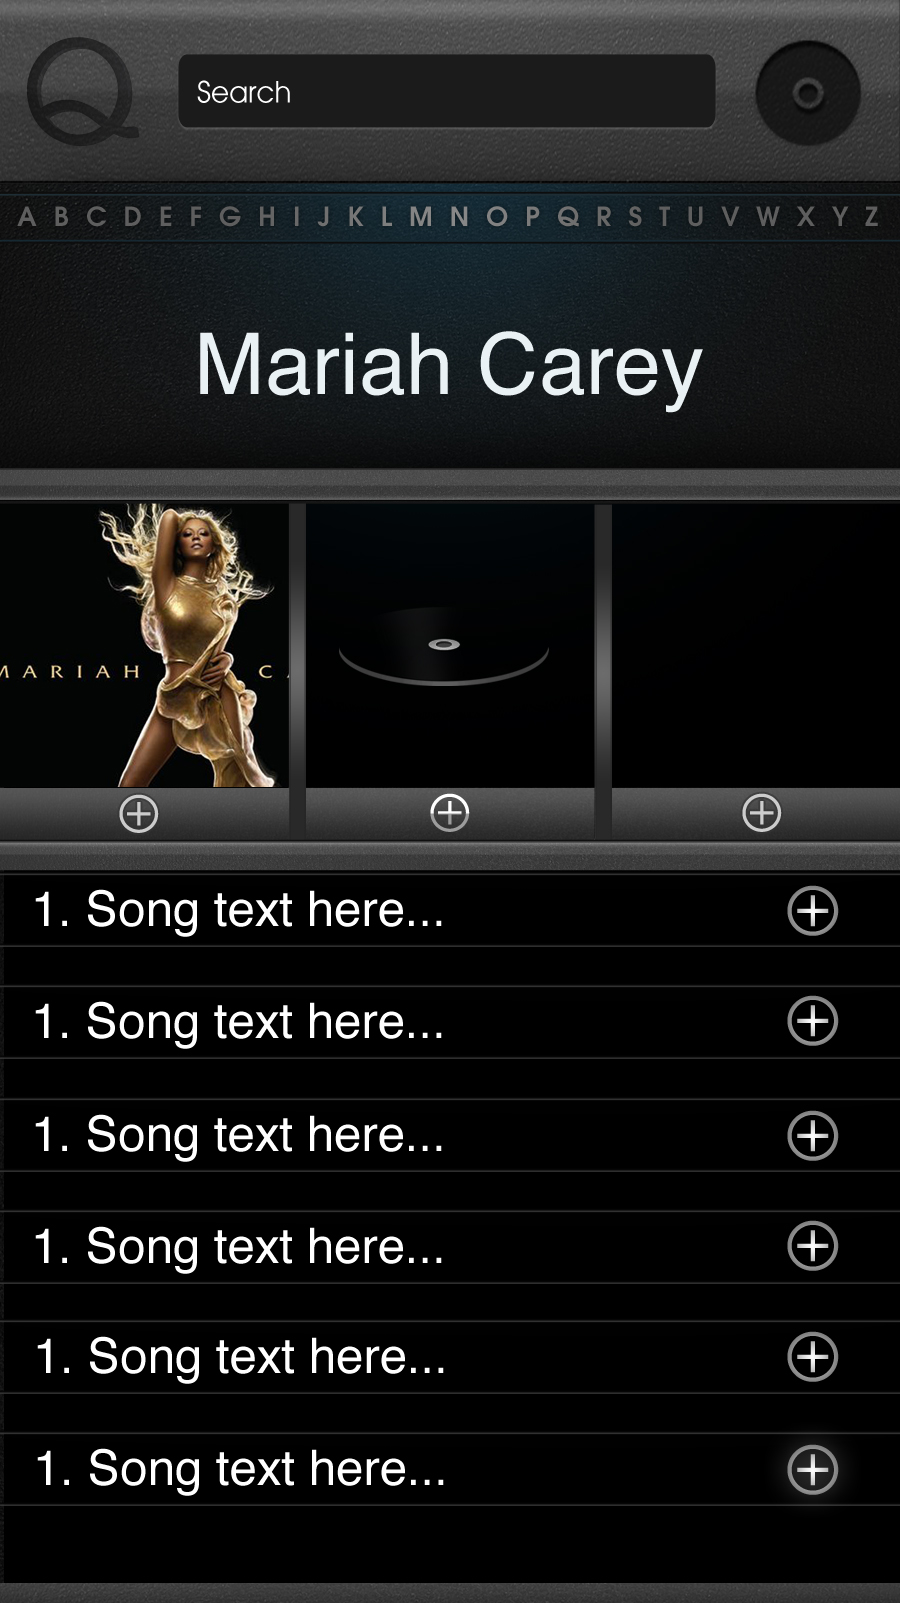 Q
Search
A B C D E F G H I J K L M N O P Q R S T U V W X Y Z
Mariah Carey
MARIAH
1. Song text here...
1. Song text here...
1. Song text here...
1. Song text here...
1. Song text here...
1. Song text here...